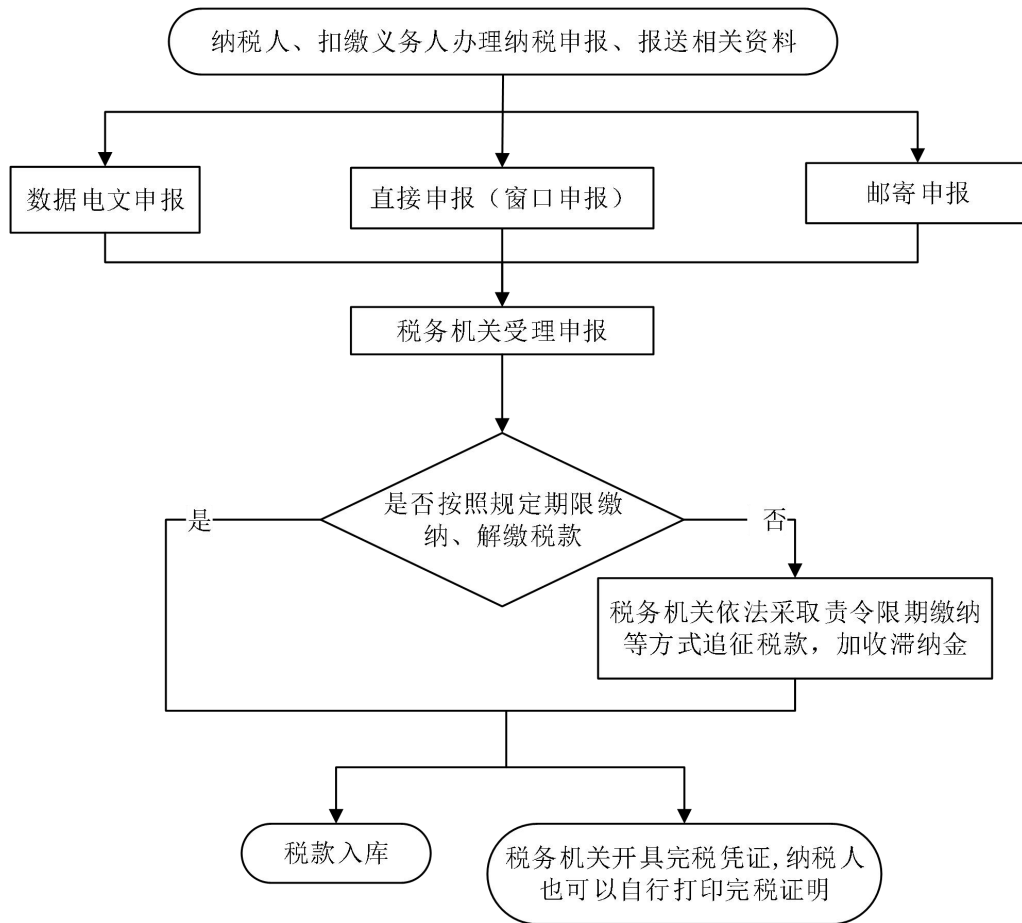 纳税人、扣缴义务人办理纳税申报、报送相关资料
数据电文申报
直接申报（窗口申报）
邮寄申报
税务机关受理申报
是否按照规定期限缴
纳、解缴税款
是
否
税务机关依法采取责令限期缴纳
等方式追征税款，加收滞纳金
税款入库
税务机关开具完税凭证,纳税人
也可以自行打印完税证明